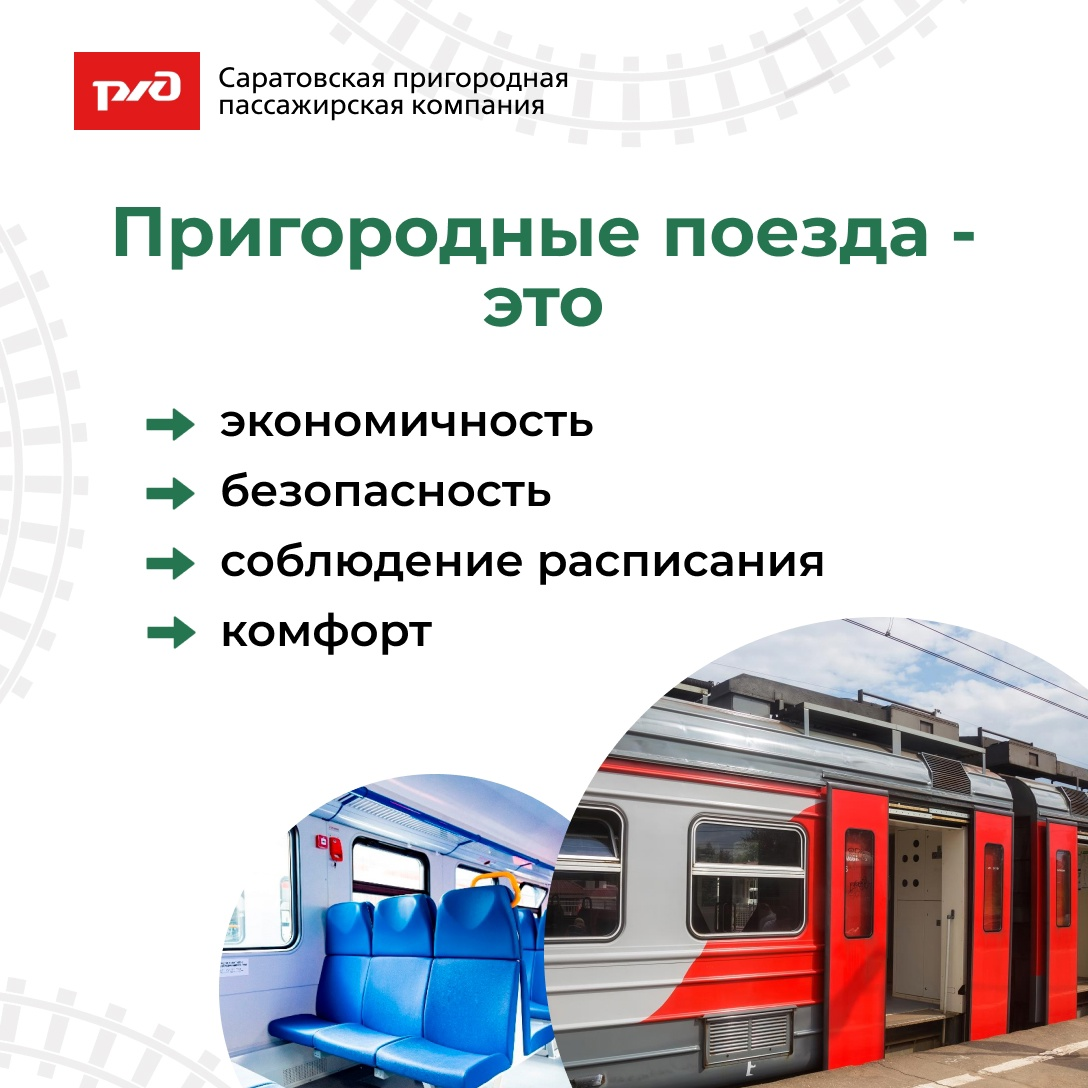 ржд
Саратовская пригородная
пассажирская компания
Пригородные поезда -
это
экономичность
безопасность
соблюдение расписания
комфорт